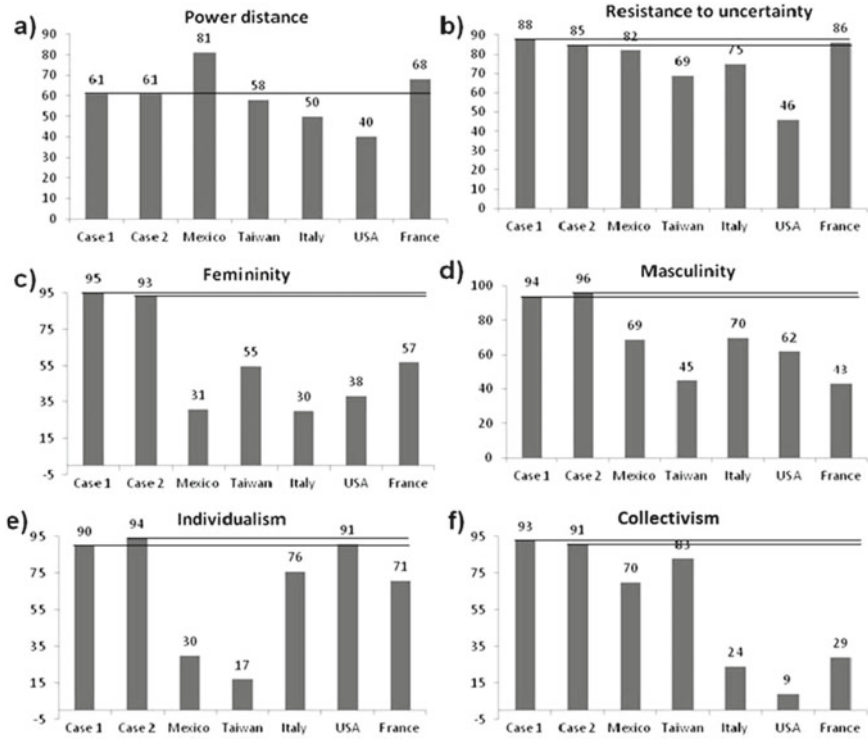 a) Power distance
90
80
70
60
50
40
30
20
10
0
61 61 81 58 50 40 68
Case 1 Case 2 Mexico Taiwan Italy USA France
b) Resistance to uncertainty
90
80
70
60
50
40
30
20
10
0
88 85 82 69 75 46 86
Case 1 Case 2 Mexico Taiwan Italy USA France
c) Femininity
95
75
55
35
15
-5
95 93 31 55 30 38 57
Case 1 Case 2 Mexico Taiwan Italy USA France
d) Masculinity
100
80
60
40
20
0
94 96 69 45 70 62 43
Case 1 Case 2 Mexico Taiwan Italy USA France
e) Individualism
95
75
55
35
15
-5
90 94 30 17 76 91 71
Case 1 Case 2 Mexico Taiwan Italy USA France
f) Collectivism
95
75
55
35
15
-5
93 91 70 83 24 9 29
Case 1 Case 2 Mexico Taiwan Italy USA France